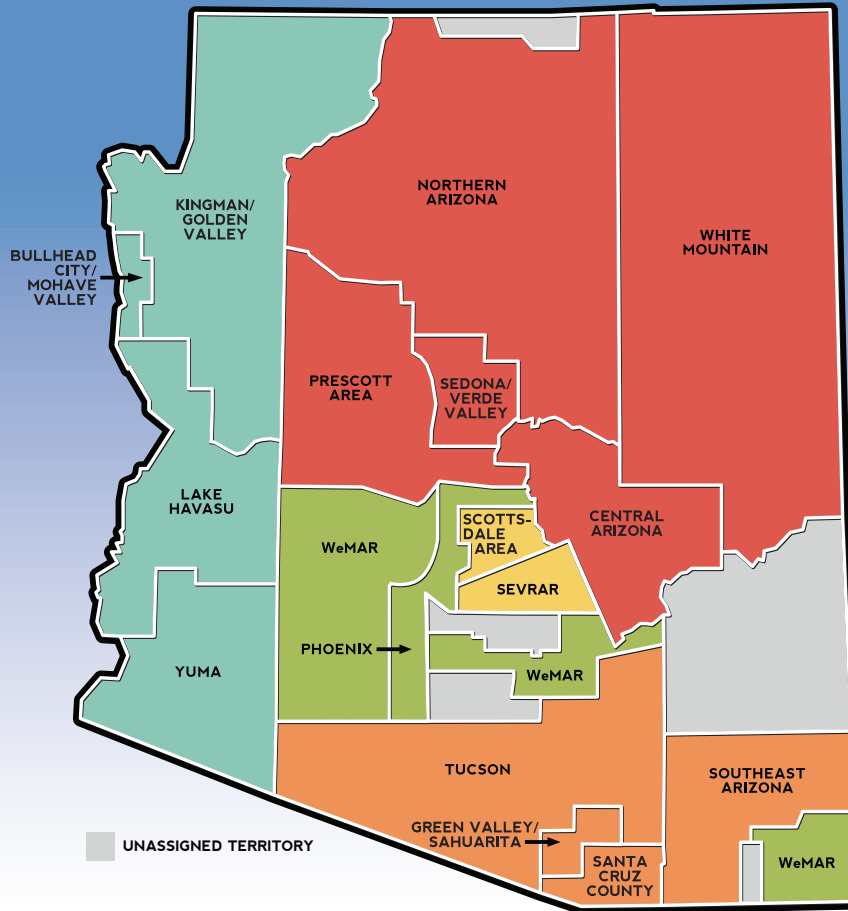 NORTHERN
ARIZONA
KINGMAN/
GOLDEN
VALLEY
WHITE
MOUNTAIN
BULLHEAD
CITY/
MOHAVE
VALLEY
PRESCOTT
AREA
SEDONA/
VERDE
VALLEY
LAKE
HAVASU
WeMAR
SCOTTS-
DALE
AREA
CENTRAL
ARIZONA
SEVRAR
YUMA
PHOENIX
WeMAR
TUCSON
SOUTHEAST
ARIZONA
GREEN VALLEY/
SAHUARITA
SANTA
CRUZ
COUNTY
WeMAR
UNASSIGNED TERRITORY